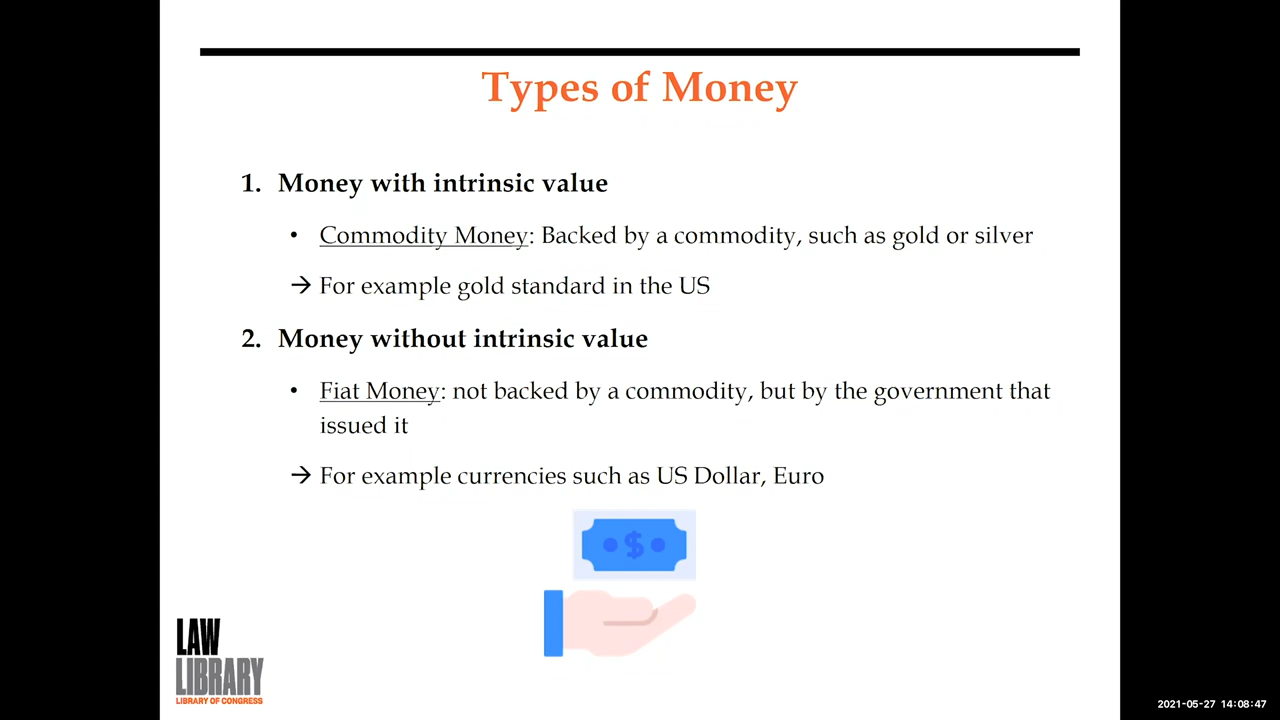 Types of Money
1. Money with intrinsic value
• Commodity Money: Backed by a commodity, such as gold or silver
→ For example gold standard in the US
2. Money without intrinsic value
• Fiat Money: not backed by a commodity, but by the government that
issued it
→ For example currencies such as US Dollar, Euro
$
LAW
LIBRARY
LIBRARY OF CONGRESS
2021-05-27 14:08:47